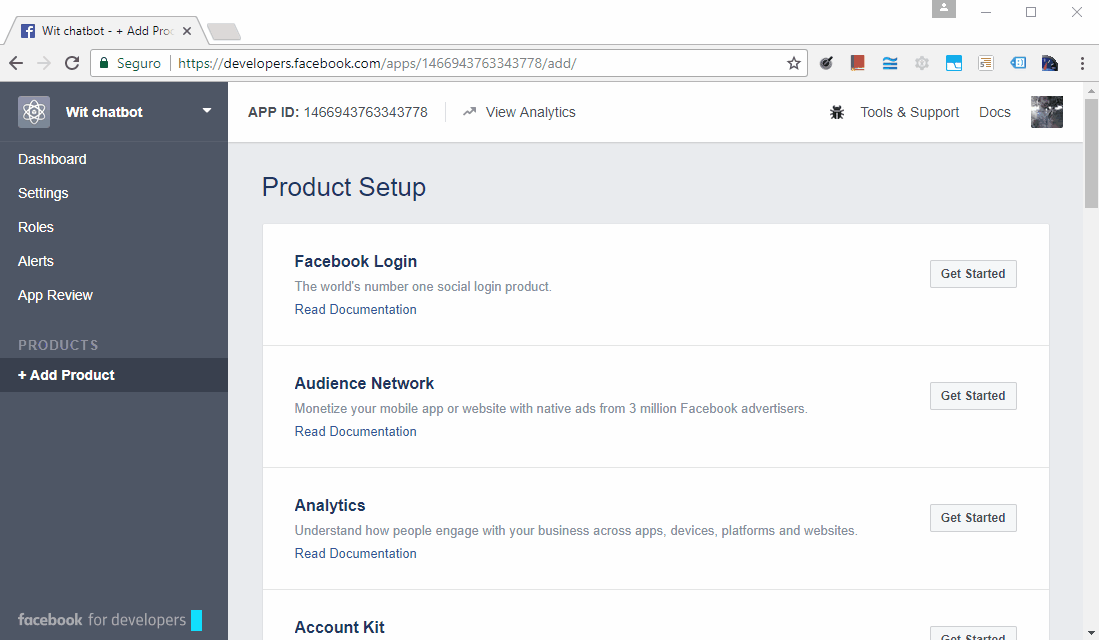 Wit chatbot - + Add Proc
Seguro https://developers.facebook.com/apps/1466943763343778/add/
Wit chatbot
APP ID: 1466943763343778 View Analytics Tools & Support Docs
Dashboard
Settings
Roles
Alerts
App Review
PRODUCTS
+ Add Product
facebook for developers
Product Setup
Facebook Login
The world's number one social login product.
Read Documentation
Get Started
Audience Network
Monetize your mobile app or website with native ads from 3 million Facebook advertisers.
Read Documentation
Get Started
Analytics
Understand how people engage with your business across apps, devices, platforms and websites.
Read Documentation
Get Started
Account Kit
Get Started